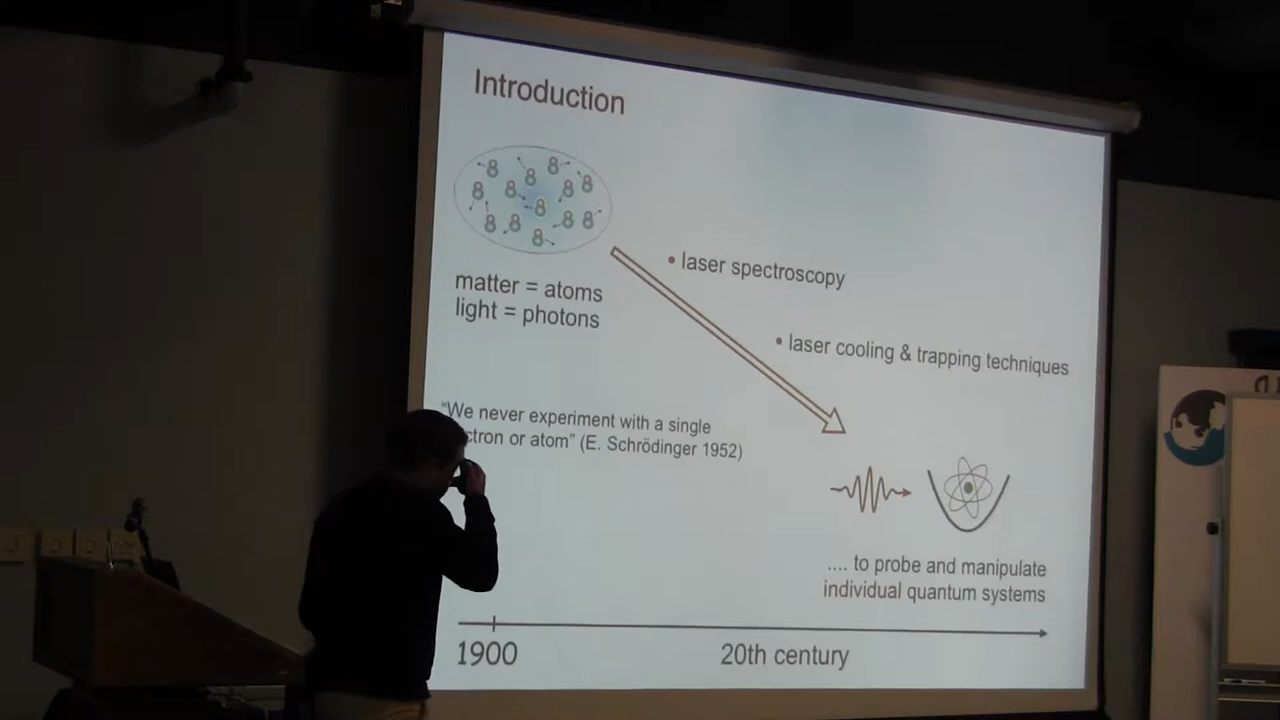 Introduction
matter = atoms
light = photons
• laser spectroscopy
• laser cooling & trapping techniques
"We never experiment with a single
ctron or atom" (E. Schrödinger 1952)
.... to probe and manipulate
individual quantum systems
1900
20th century